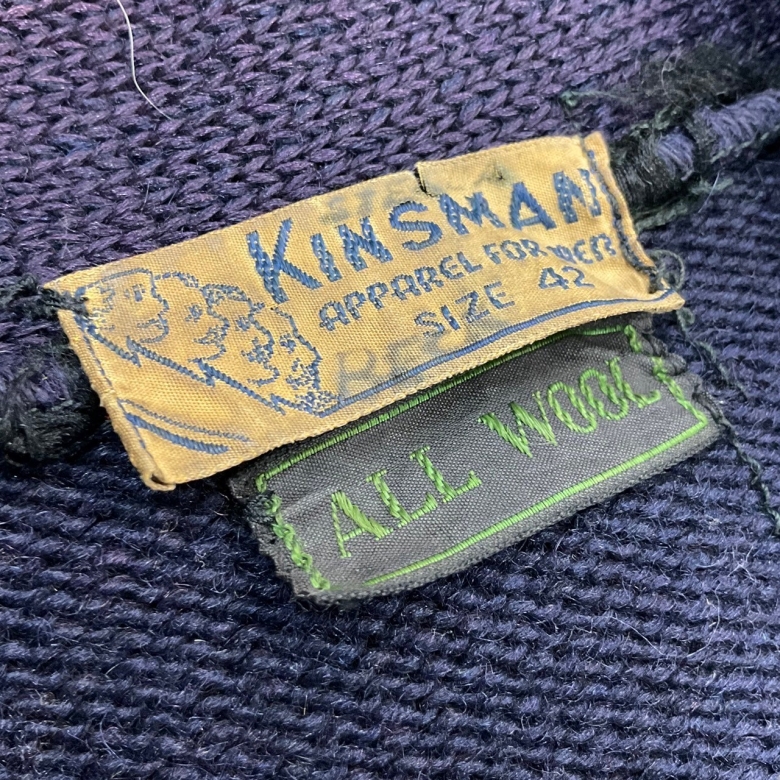 KINSMAN
APPAREL FOR MEN
SIZE 42
ALL WOOL